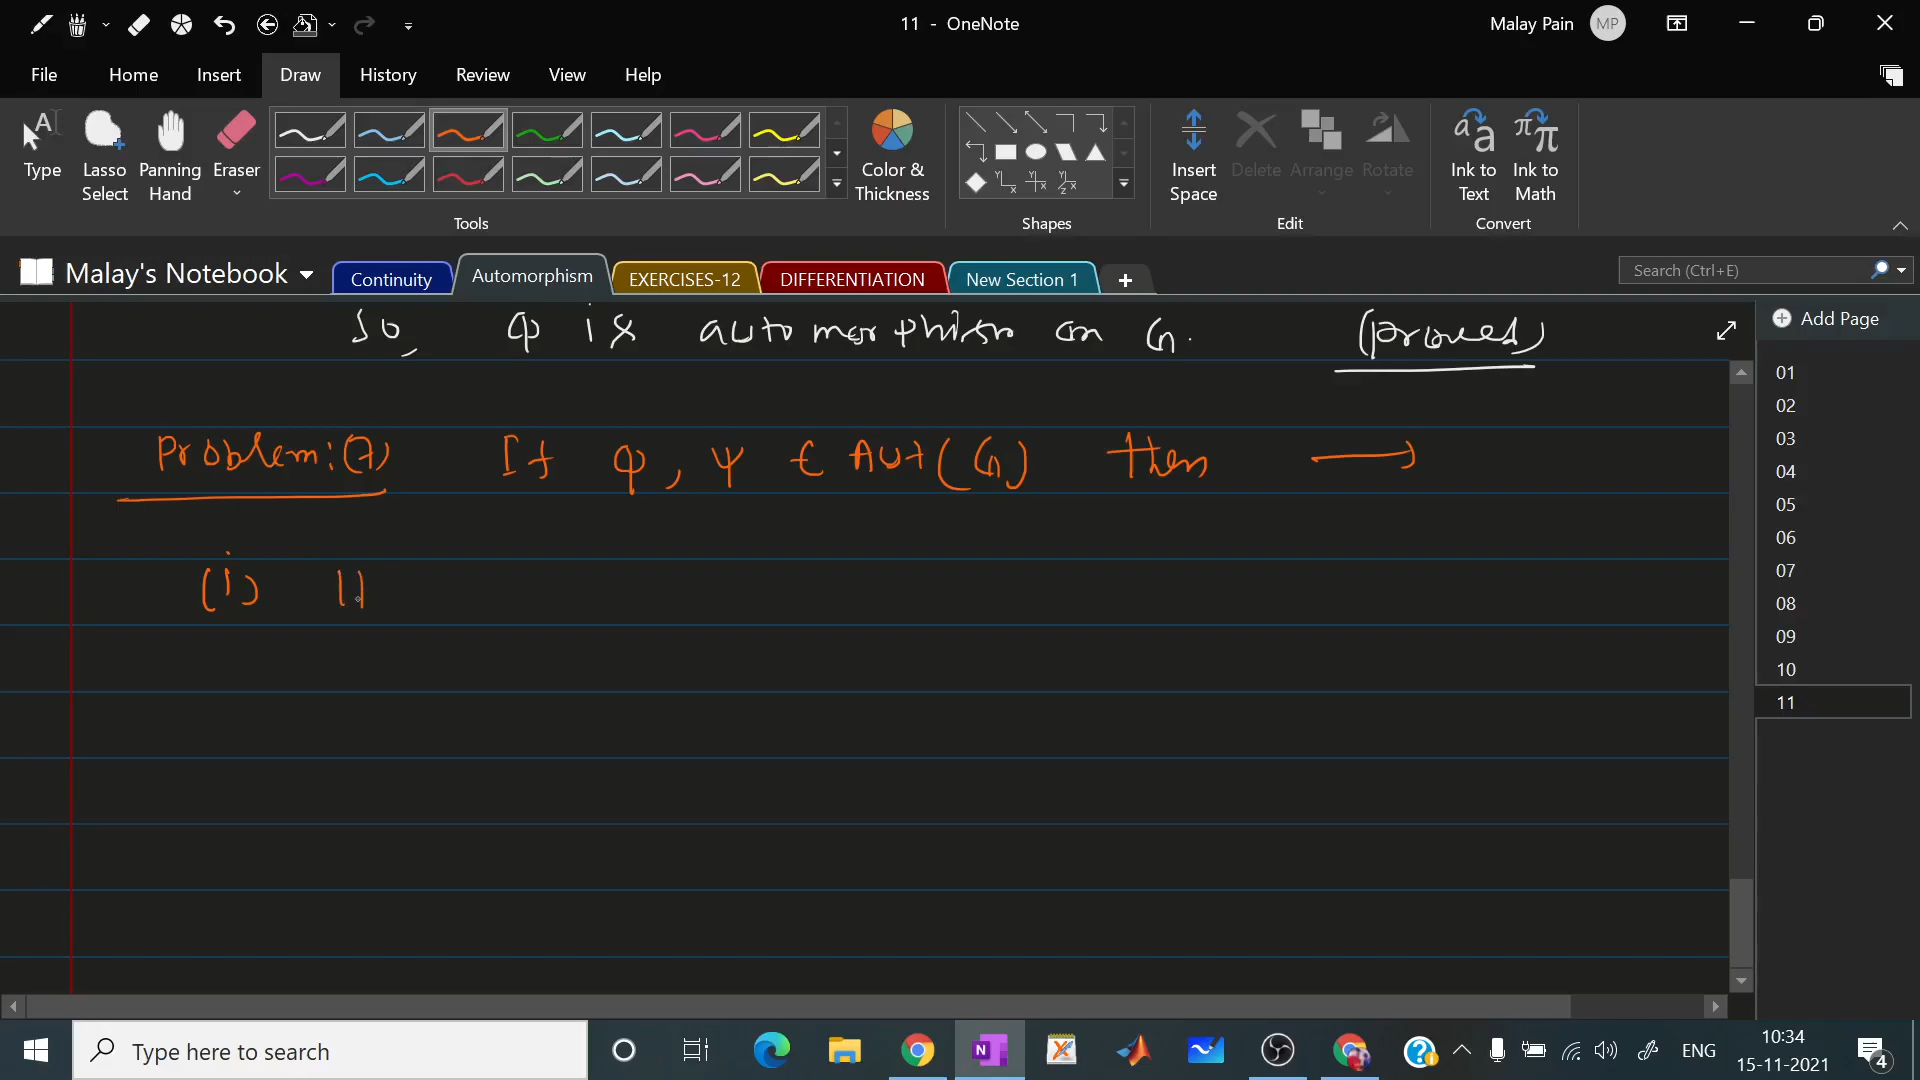 11 - OneNote
Malay Pain MP
File Home Insert Draw History Review View Help
Type Lasso Select Panning Hand Eraser Color & Thickness Insert Space Delete Arrange Rotate Ink to Text Ink to Math
Tools Shapes Edit Convert
Malay's Notebook Continuity Automorphism EXERCISES-12 DIFFERENTIATION New Section 1 + Search (Ctrl+E)
So, φ is automorphism on G. (proved)
Add Page
Problem:(7) If φ, ψ ∈ Aut(G) then →
(i) 11
01
02
03
04
05
06
07
08
09
10
11
Type here to search
ENG 10:34
15-11-2021 4